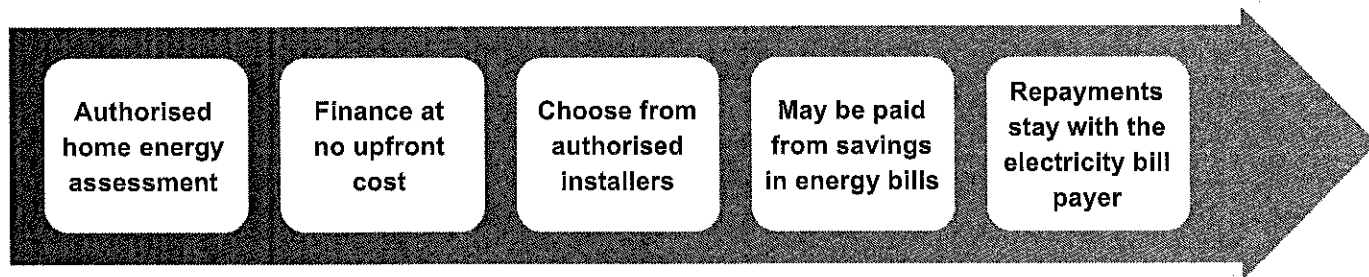 Authorised
home energy
assessment
Finance at
no upfront
cost
Choose from
authorised
installers
May be paid
from savings
in energy bills
Repayments
stay with the
electricity bill
payer